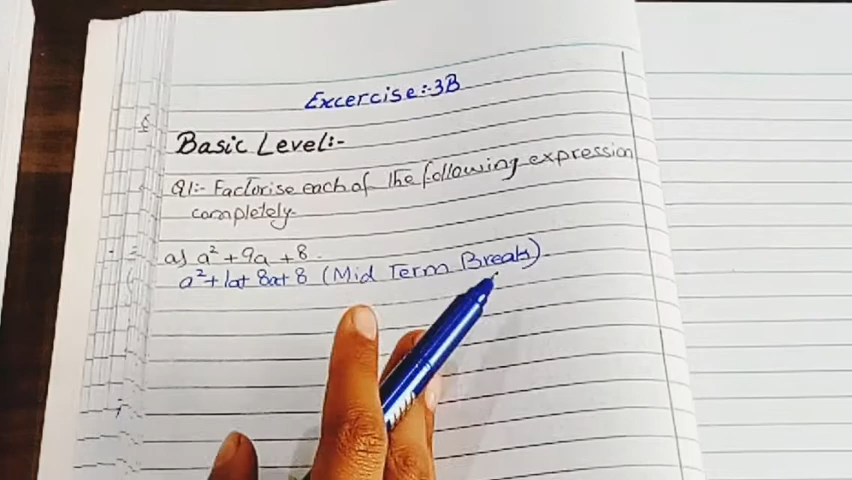 Excercise:-3B
Basic Level:-
Q1:- Factorise each of the following expression
completely.
a) a² + 9a + 8.
a² + 1a + 8a + 8 (Mid Term Break)